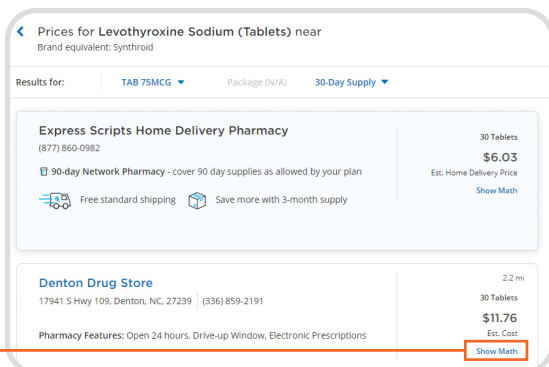 Prices for Levothyroxine Sodium (Tablets) near
Brand equivalent: Synthroid
Results for: TAB 75MCG Package (N/A) 30-Day Supply
Express Scripts Home Delivery Pharmacy
(877) 860-0982
90-day Network Pharmacy - cover 90 day supplies as allowed by your plan
Free standard shipping Save more with 3-month supply
30 Tablets
$6.03
Est. Home Delivery Price
Show Math
Denton Drug Store
17941 S Hwy 109, Denton, NC, 27239 (336) 859-2191
Pharmacy Features: Open 24 hours, Drive-up Window, Electronic Prescriptions
2.2 mi
30 Tablets
$11.76
Est. Cost
Show Math